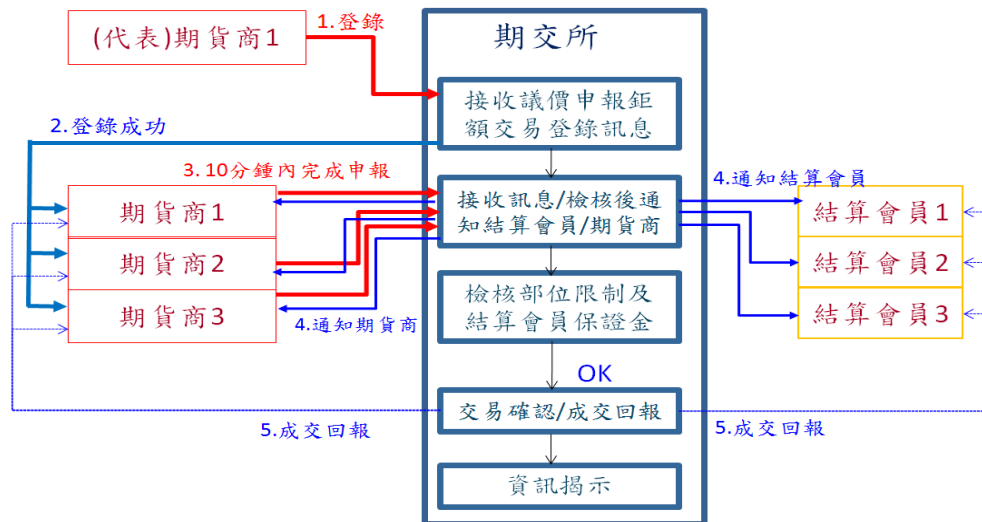 (代表)期貨商1
1.登錄
期交所
接收議價申報鉅
額交易登錄訊息
2.登錄成功
3.10分鐘內完成申報
4.通知結算會員
期貨商1
接收訊息/檢核後通
知結算會員/期貨商
結算會員1
期貨商2
結算會員2
檢核部位限制及
結算會員保證金
期貨商3
4.通知期貨商
結算會員3
OK
交易確認/成交回報
5.成交回報
5.成交回報
資訊揭示